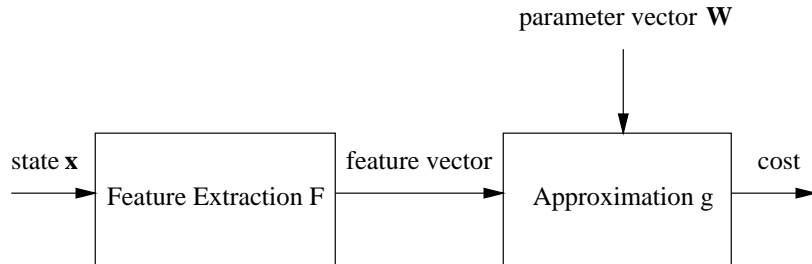 parameter vector W
state x
feature vector
cost
Feature Extraction F
Approximation g